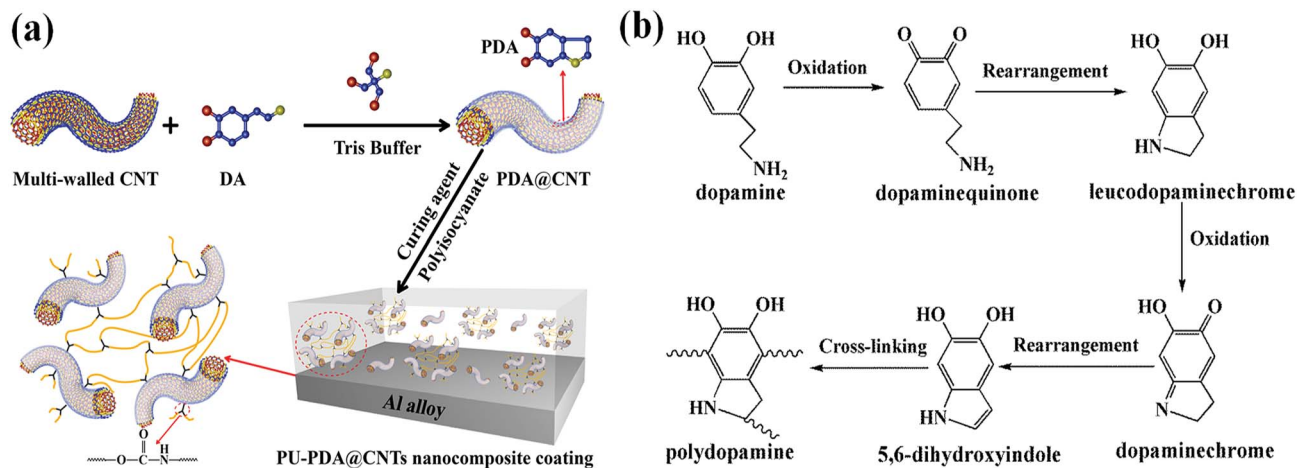 (a)
PDA
Tris Buffer
Multi-walled CNT
+
DA
PDA@CNT
Curing agent
Polyisocyanate
Al alloy
O
H
O
C
N
PU-PDA@CNTs nanocomposite coating
(b)
HO
OH
NH2
dopamine
Oxidation
O
O
NH2
dopaminequinone
Rearrangement
HO
OH
HN
leucodopaminechrome
Oxidation
HO
O
N
dopaminechrome
Rearrangement
HO
OH
HN
5,6-dihydroxyindole
Cross-linking
HO
OH
HN
polydopamine